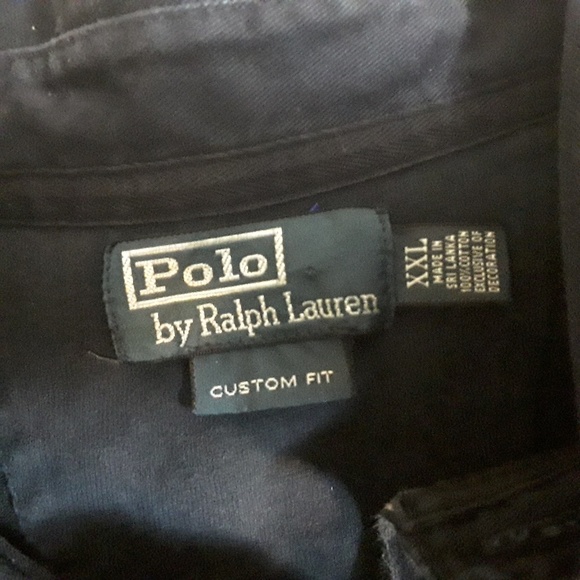 Polo
by Ralph Lauren
CUSTOM FIT
XXL
MADE IN
SRI LANKA
100% COTTON
EXCLUSIVE OF
DECORATION